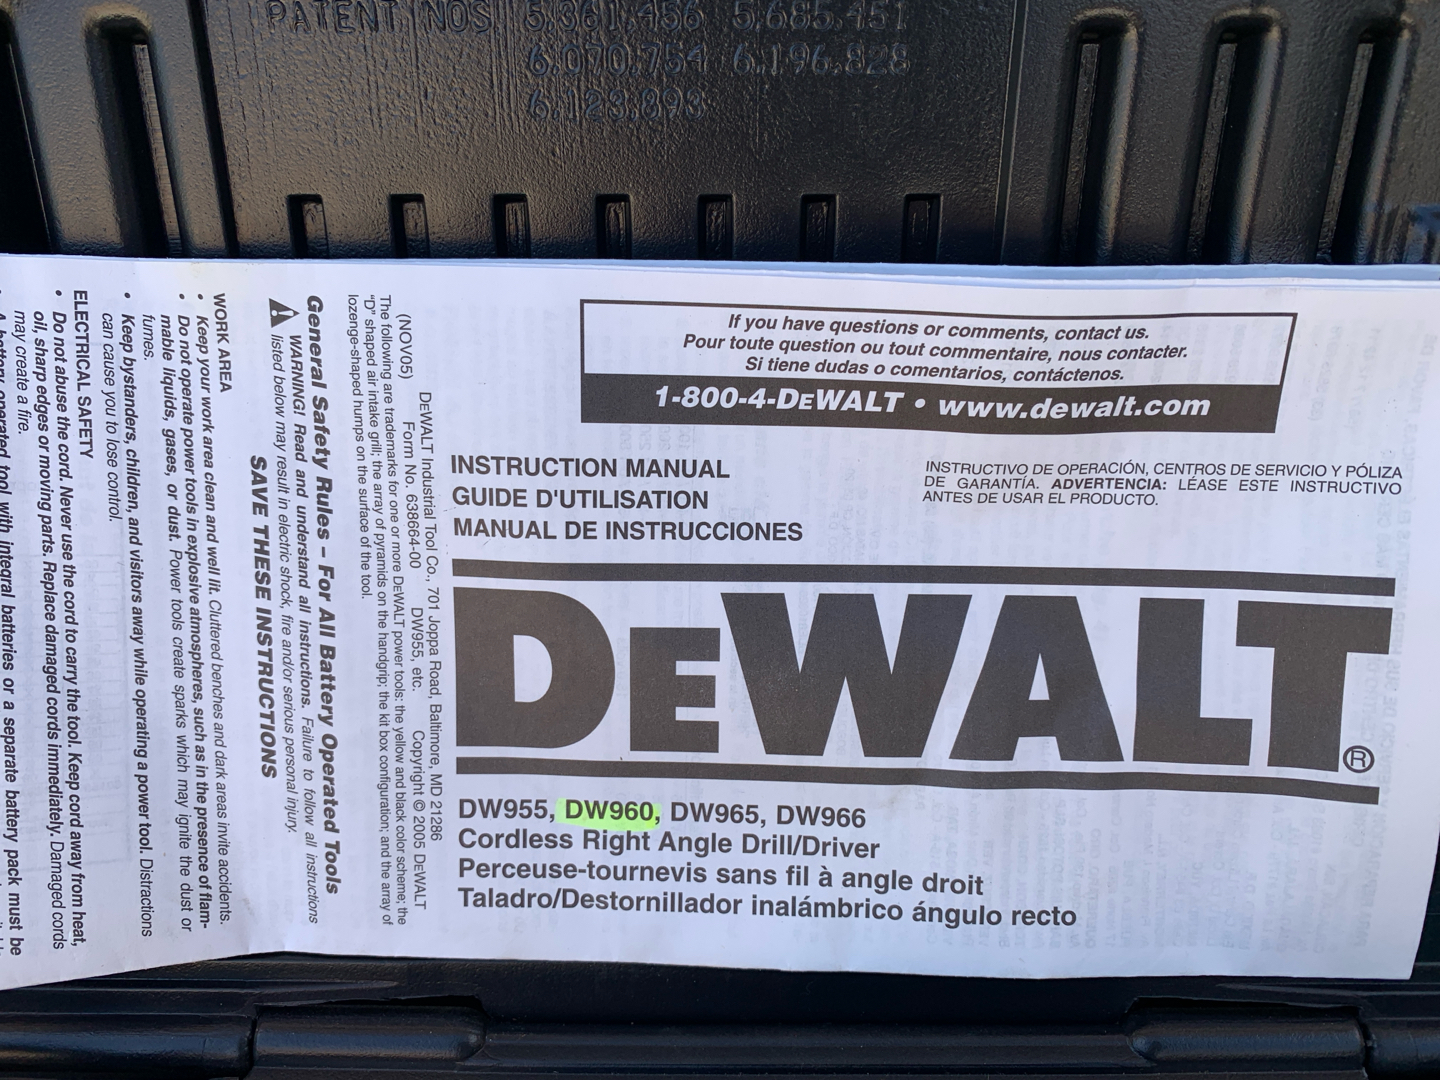 PATENT NOS 5.361.456 5.685.451
6.070.754 6.196.828
6.123.893
If you have questions or comments, contact us.
Pour toute question ou tout commentaire, nous contacter.
Si tiene dudas o comentarios, contáctenos.
1-800-4-DEWALT • www.dewalt.com
INSTRUCTION MANUAL
GUIDE D'UTILISATION
MANUAL DE INSTRUCCIONES
INSTRUCTIVO DE OPERACIÓN, CENTROS DE SERVICIO Y PÓLIZA
DE GARANTÍA. ADVERTENCIA: LÉASE ESTE INSTRUCTIVO
ANTES DE USAR EL PRODUCTO.
DEWALT®
DW955, DW960, DW965, DW966
Cordless Right Angle Drill/Driver
Perceuse-tournevis sans fil à angle droit
Taladro/Destornillador inalámbrico ángulo recto
DEWALT Industrial Tool Co., 701 Joppa Road, Baltimore, MD 21286
(NOV05) Form No. 638664-00 DW955, etc. Copyright © 2005 DEWALT
The following are trademarks for one or more DEWALT power tools: the yellow and black color scheme; the
"D" shaped air intake grill; the array of pyramids on the handgrip; the kit box configuration; and the array of
lozenge-shaped humps on the surface of the tool.
General Safety Rules – For All Battery Operated Tools
WARNING! Read and understand all instructions. Failure to follow all instructions
listed below may result in electric shock, fire and/or serious personal injury.
SAVE THESE INSTRUCTIONS
WORK AREA
• Keep your work area clean and well lit. Cluttered benches and dark areas invite accidents.
• Do not operate power tools in explosive atmospheres, such as in the presence of flam-
mable liquids, gases, or dust. Power tools create sparks which may ignite the dust or
fumes.
• Keep bystanders, children, and visitors away while operating a power tool. Distractions
can cause you to lose control.
ELECTRICAL SAFETY
• Do not abuse the cord. Never use the cord to carry the tool. Keep cord away from heat,
oil, sharp edges or moving parts. Replace damaged cords immediately. Damaged cords
may create a fire.
• A battery operated tool with integral batteries or a separate battery pack must be